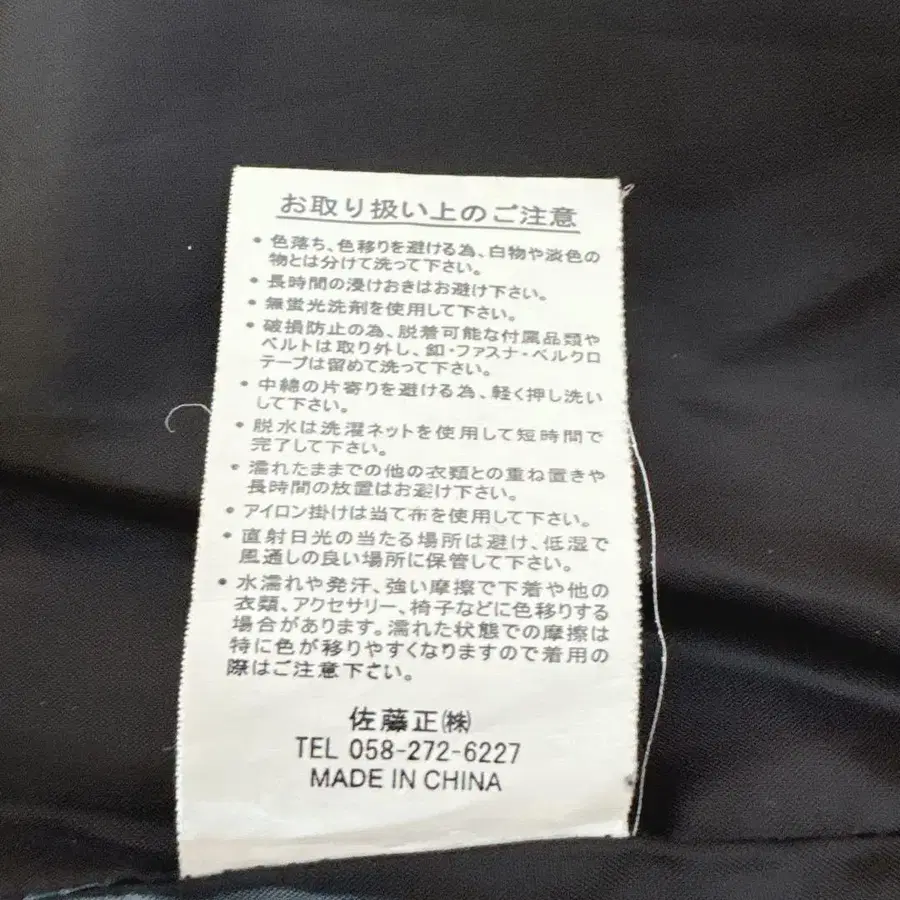 お取り扱い上のご注意
・色落ち、色移りを避ける為、白物や淡色の
物とは分けて洗って下さい。
・長時間の浸けおきはお避け下さい。
・無蛍光洗剤を使用して下さい。
・破損防止の為、脱着可能な付属品類や
ベルトは取り外し、釦・ファスナ・ベルクロ
テープは留めて洗って下さい。
・中綿の片寄りを避ける為、軽く押し洗い
して下さい。
・脱水は洗濯ネットを使用して短時間で
完了して下さい。
・濡れたままでの他の衣類との重ね置きや
長時間の放置はお避け下さい。
・アイロン掛けは当て布を使用して下さい。
・直射日光の当たる場所は避け、低湿で
風通しの良い場所に保管して下さい。
・水濡れや発汗、強い摩擦で下着や他の
衣類、アクセサリー、椅子などに色移りする
場合があります。濡れた状態での摩擦は
特に色が移りやすくなりますので着用の
際はご注意下さい。
佐藤正㈱
TEL 058-272-6227
MADE IN CHINA